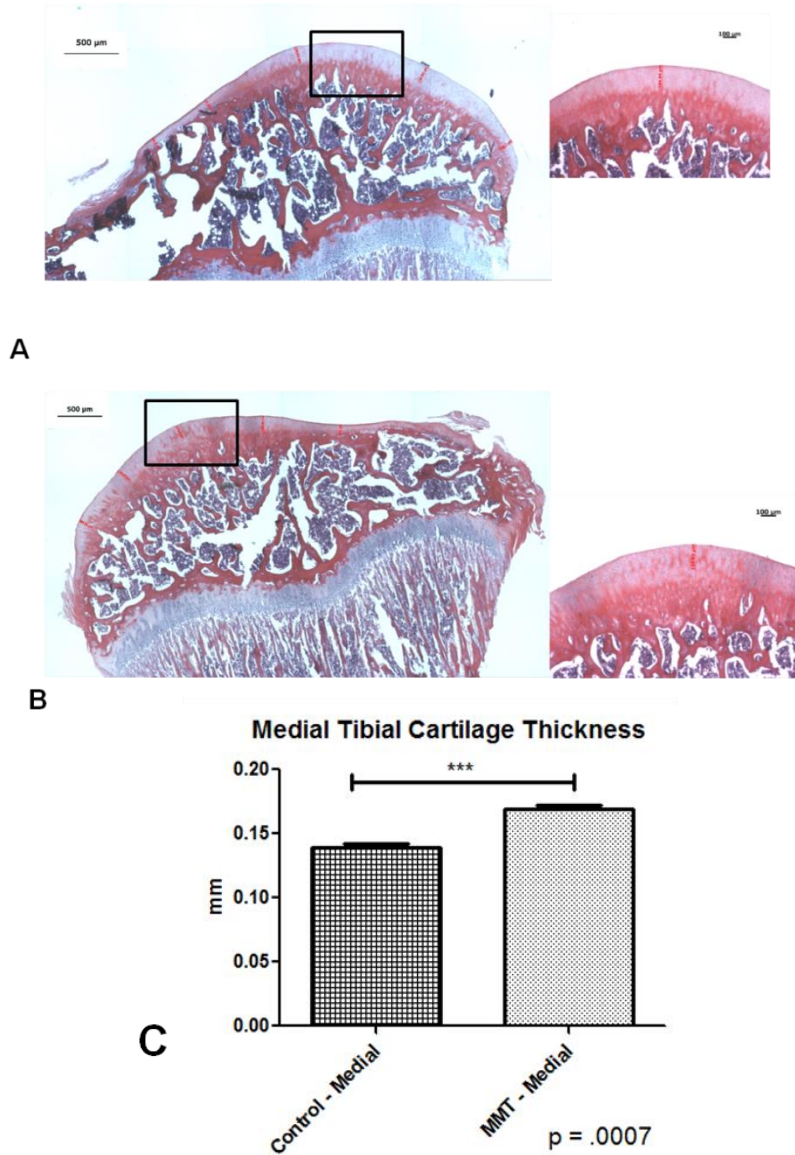 500 µm
100 µm
A
500 µm
100 µm
B
Medial Tibial Cartilage Thickness
***
0.20
0.15
0.10
0.05
0.00
mm
Control - Medial
MMT - Medial
C
p = .0007